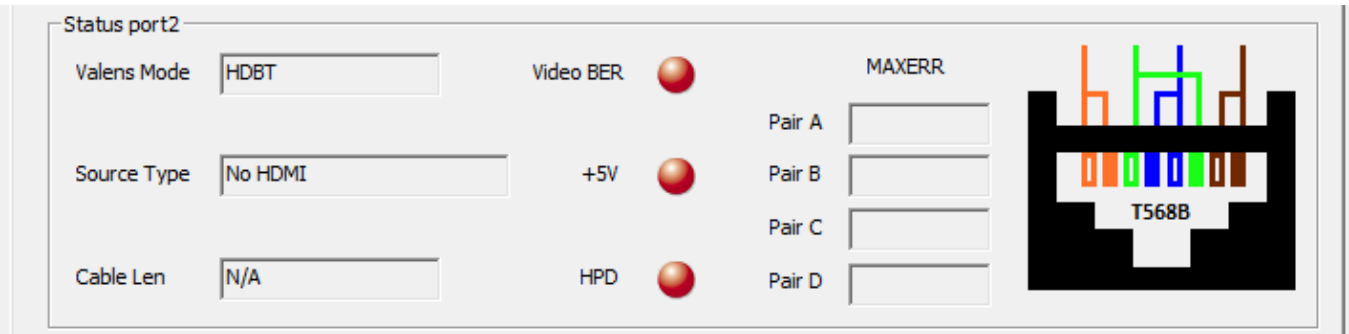 Status port2
Valens Mode HDBT Video BER MAXERR
Pair A
Source Type No HDMI +5V Pair B
T568B
Pair C
Cable Len N/A HPD Pair D